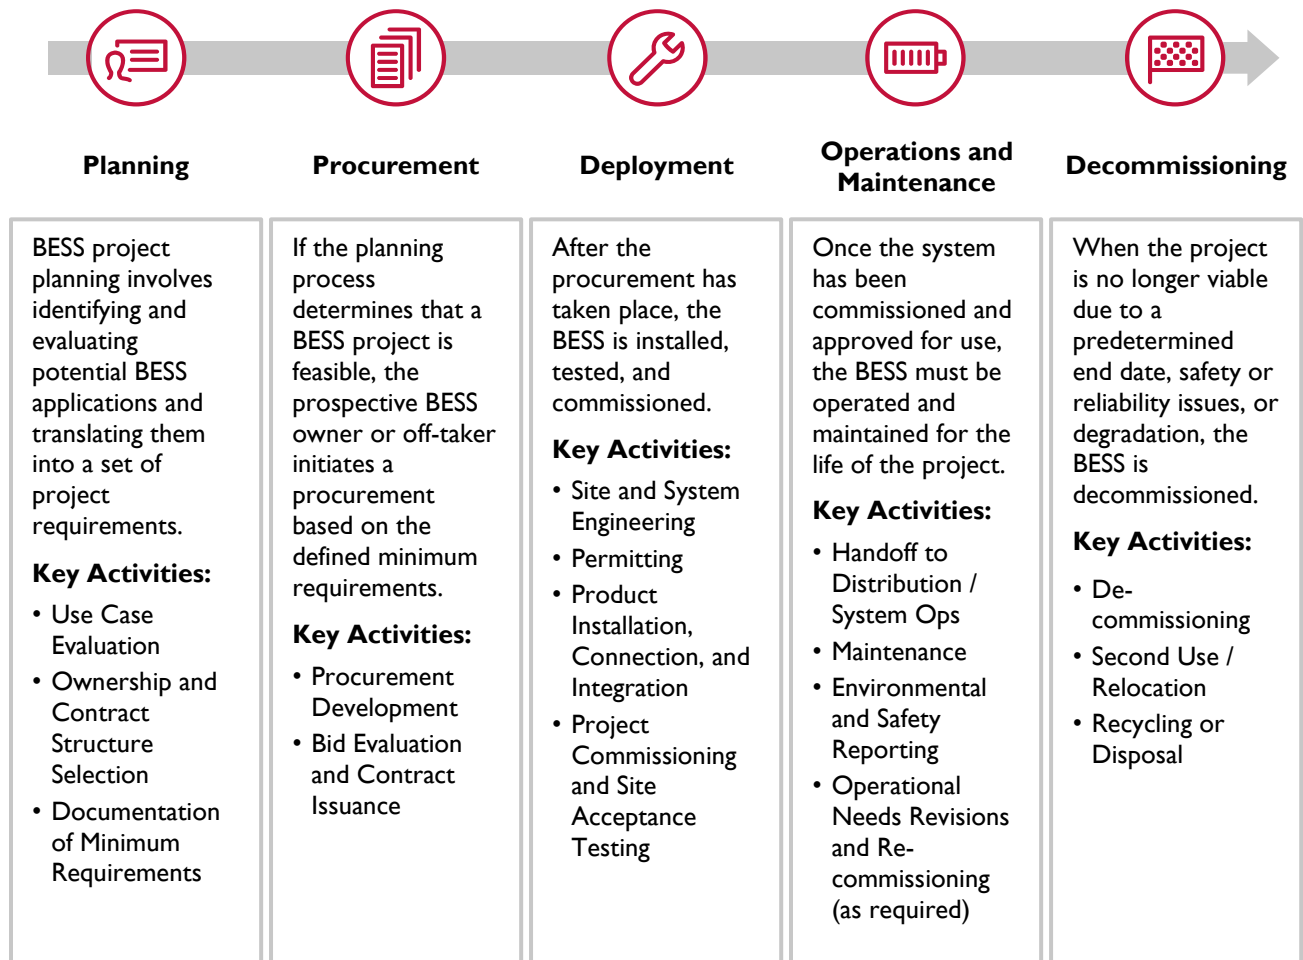 Planning
BESS project
planning involves
identifying and
evaluating
potential BESS
applications and
translating them
into a set of
project
requirements.
Key Activities:
• Use Case
Evaluation
• Ownership and
Contract
Structure
Selection
• Documentation
of Minimum
Requirements
Procurement
If the planning
process
determines that a
BESS project is
feasible, the
prospective BESS
owner or off-taker
initiates a
procurement
based on the
defined minimum
requirements.
Key Activities:
• Procurement
Development
• Bid Evaluation
and Contract
Issuance
Deployment
After the
procurement has
taken place, the
BESS is installed,
tested, and
commissioned.
Key Activities:
• Site and System
Engineering
• Permitting
• Product
Installation,
Connection, and
Integration
• Project
Commissioning
and Site
Acceptance
Testing
Operations and
Maintenance
Once the system
has been
commissioned and
approved for use,
the BESS must be
operated and
maintained for the
life of the project.
Key Activities:
• Handoff to
Distribution /
System Ops
• Maintenance
• Environmental
and Safety
Reporting
• Operational
Needs Revisions
and Re-
commissioning
(as required)
Decommissioning
When the project
is no longer viable
due to a
predetermined
end date, safety or
reliability issues, or
degradation, the
BESS is
decommissioned.
Key Activities:
• De-
commissioning
• Second Use /
Relocation
• Recycling or
Disposal